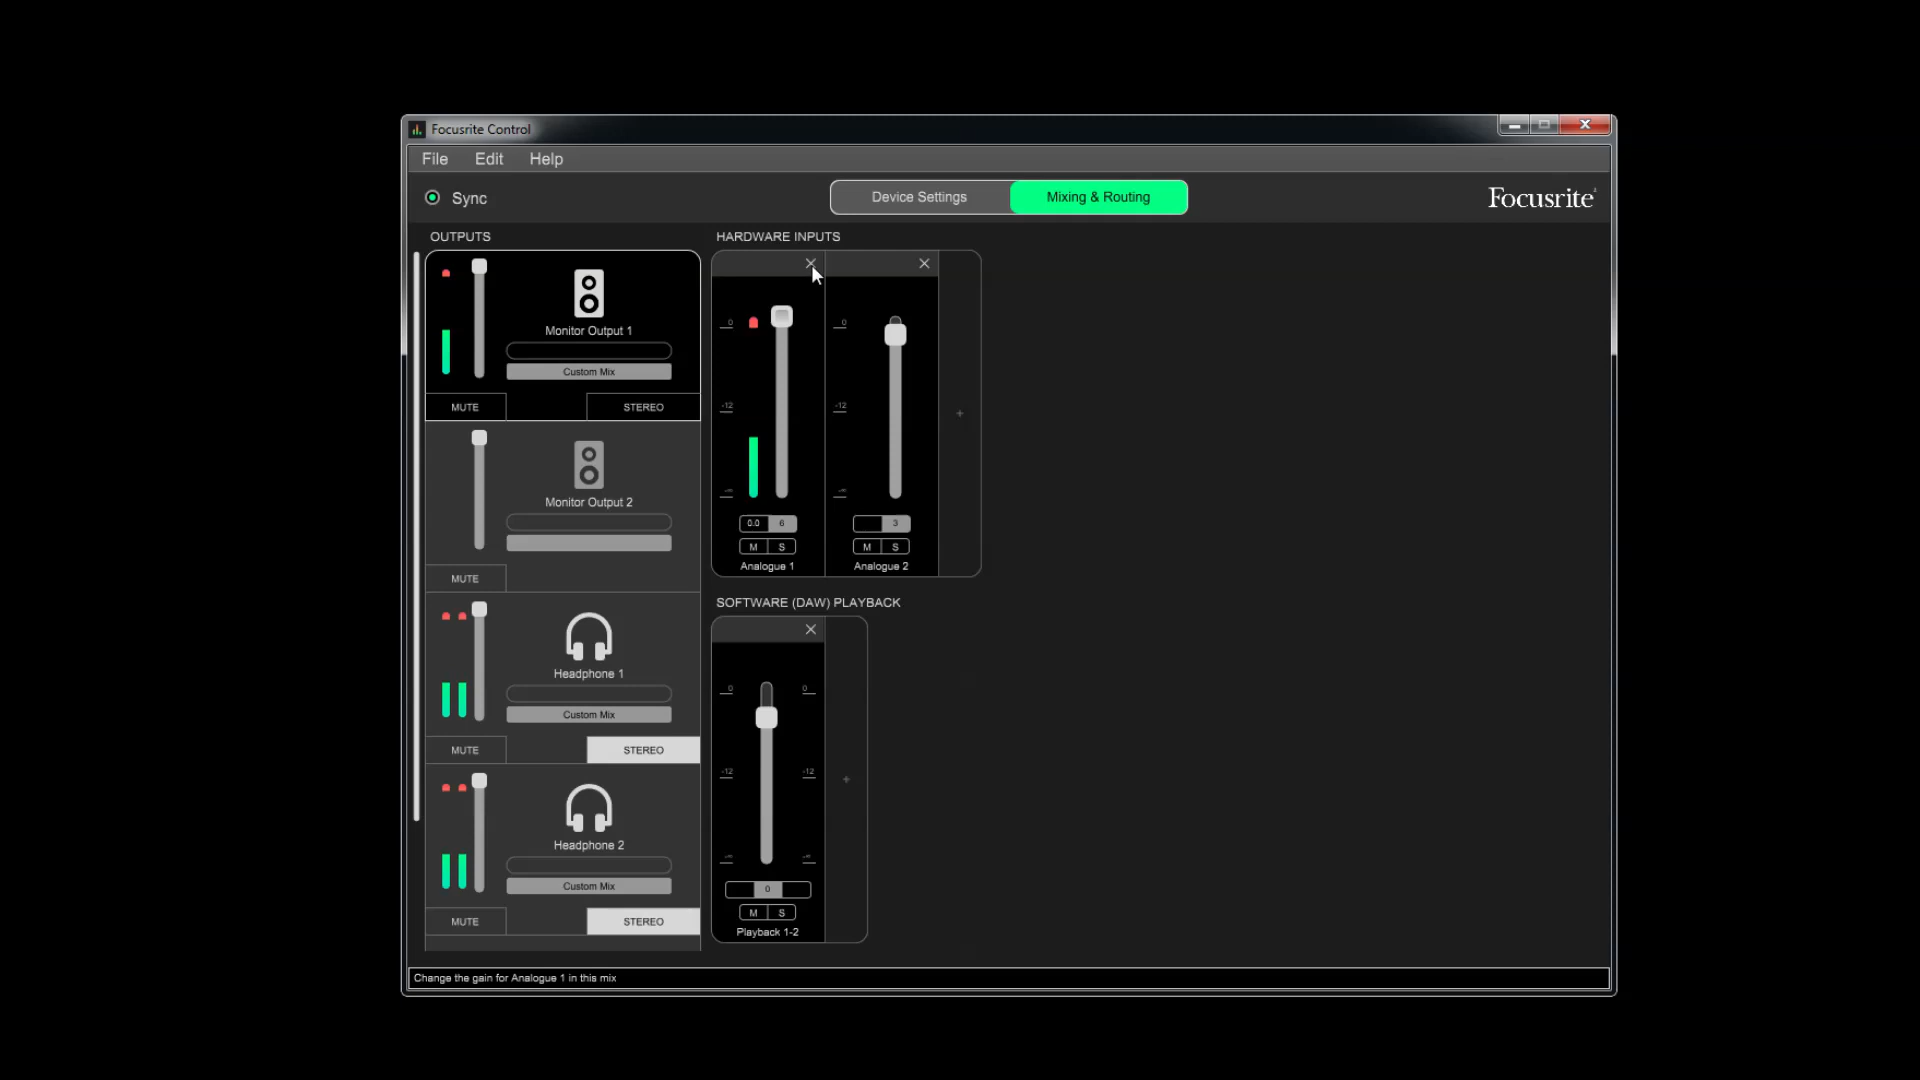 Focusrite Control
File Edit Help
Sync
Device Settings
Mixing & Routing
Focusrite
OUTPUTS
Monitor Output 1
Custom Mix
MUTE
STEREO
Monitor Output 2
MUTE
Headphone 1
Custom Mix
MUTE
STEREO
Headphone 2
Custom Mix
MUTE
STEREO
HARDWARE INPUTS
0
-12
-∞
0.0 6
M S
Analogue 1
0
-12
-∞
3
M S
Analogue 2
+
SOFTWARE (DAW) PLAYBACK
0 0
-12 -12
-∞ -∞
0
M S
Playback 1-2
+
Change the gain for Analogue 1 in this mix